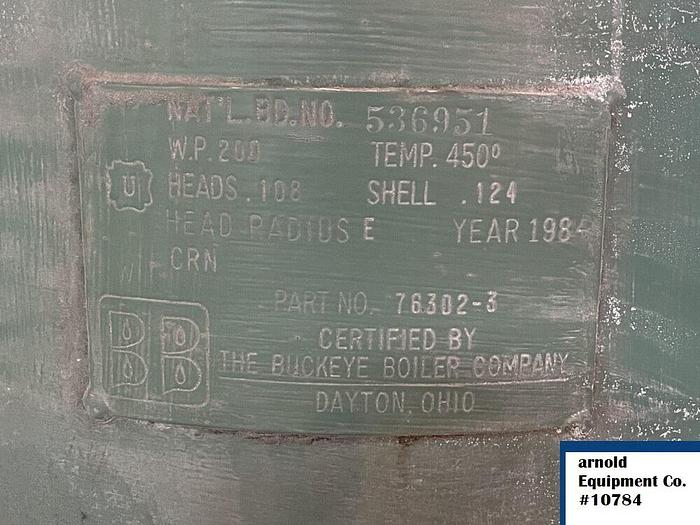 NAT'L.BD.NO. 536951
W.P. 200 TEMP. 450°
U
HEADS .108 SHELL .124
HEAD RADIUS E YEAR 1984
CRN
PART NO. 76302-3
CERTIFIED BY
BB
THE BUCKEYE BOILER COMPANY
DAYTON, OHIO
arnold
Equipment Co.
#10784